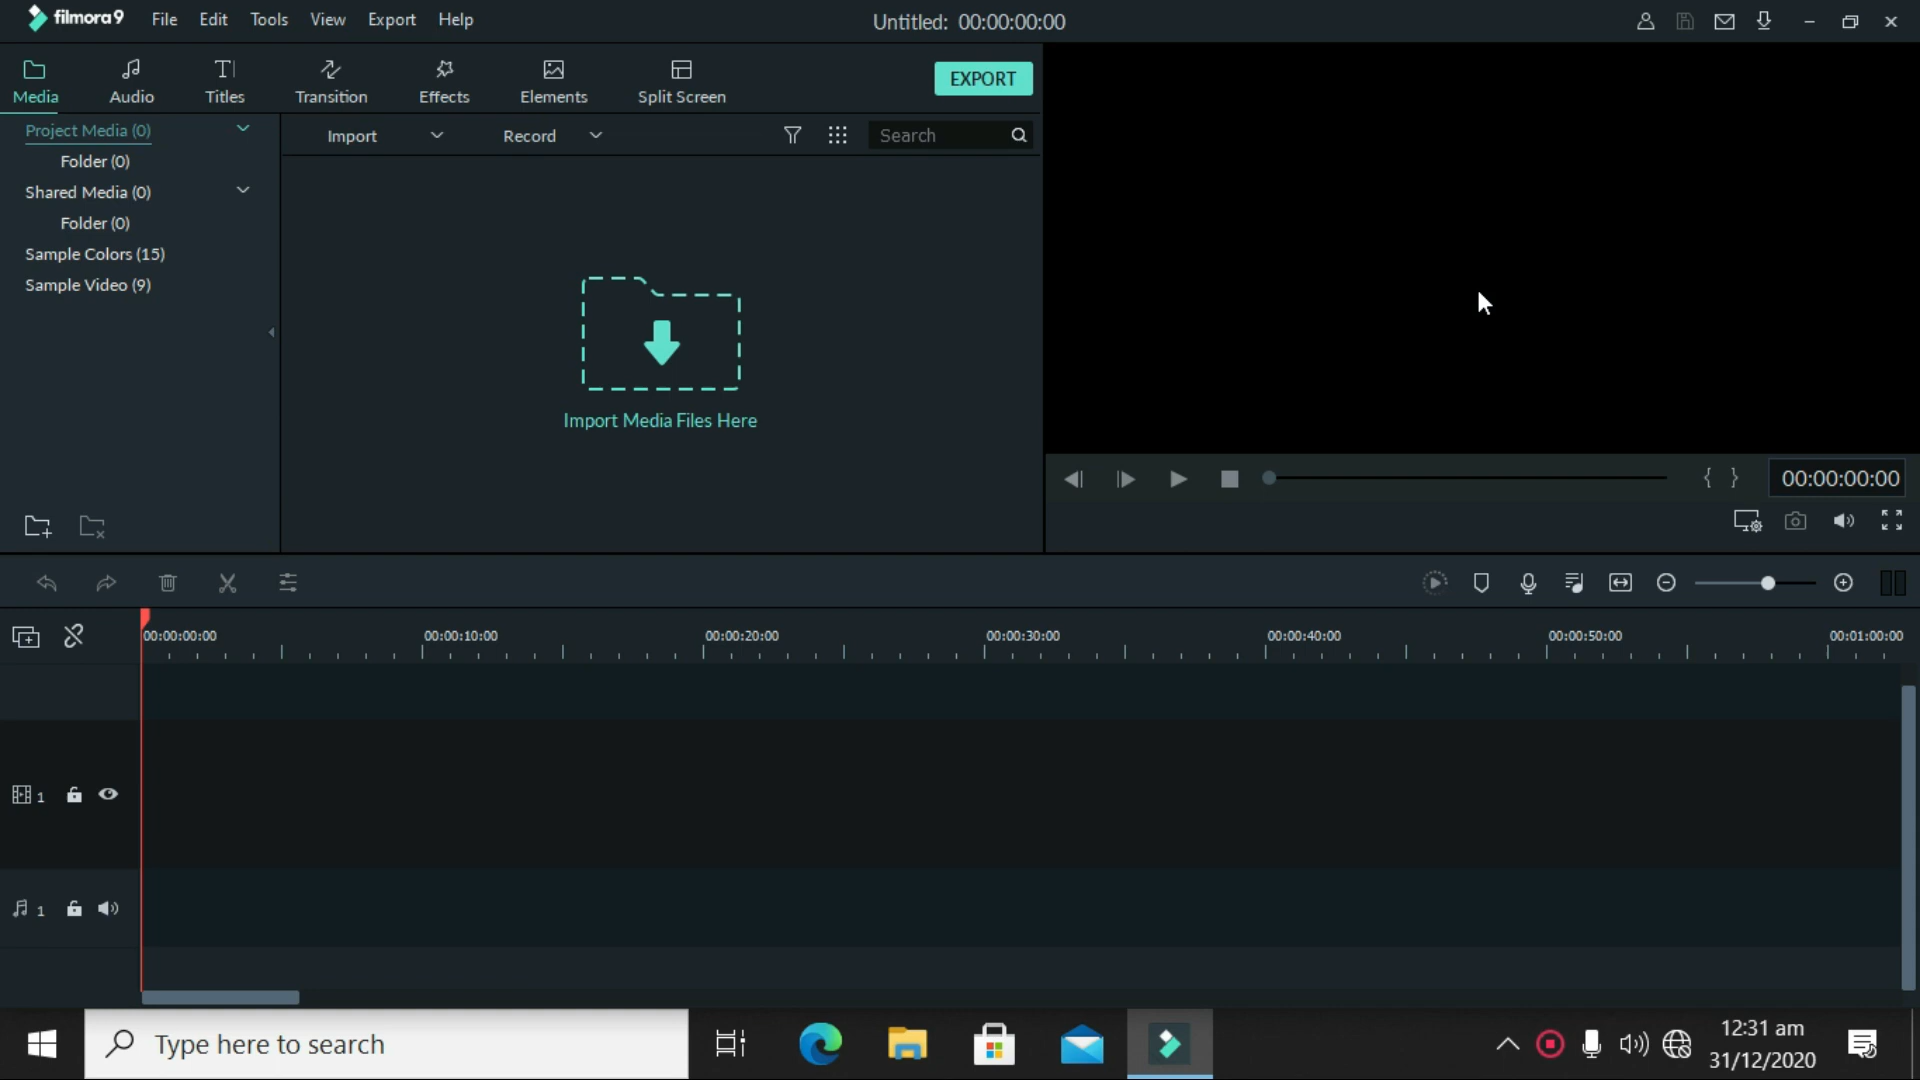 filmora9 File Edit Tools View Export Help Untitled: 00:00:00:00
Media Audio Titles Transition Effects Elements Split Screen EXPORT
Project Media (0)
Folder (0)
Shared Media (0)
Folder (0)
Sample Colors (15)
Sample Video (9)
Import Record Search
Import Media Files Here
00:00:00:00
00:00:00:00 00:00:10:00 00:00:20:00 00:00:30:00 00:00:40:00 00:00:50:00 00:01:00:00
1
1
Type here to search
12:31 am
31/12/2020